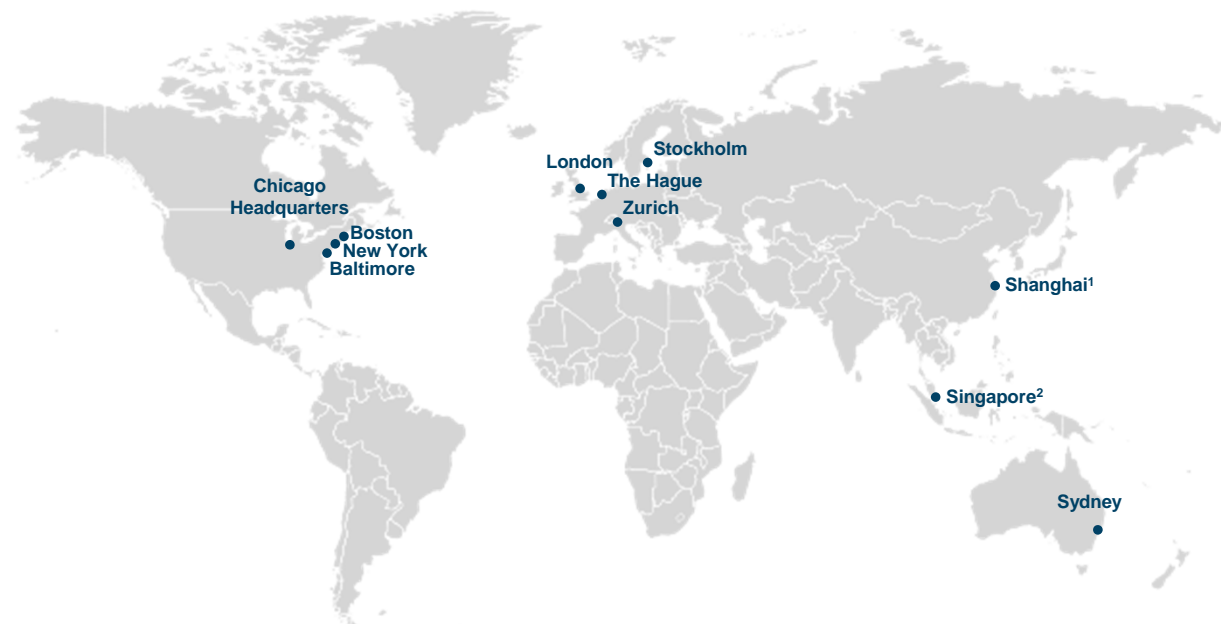 Stockholm
London
The Hague
Chicago
Headquarters
Zurich
Boston
New York
Baltimore
Shanghai¹
Singapore²
Sydney